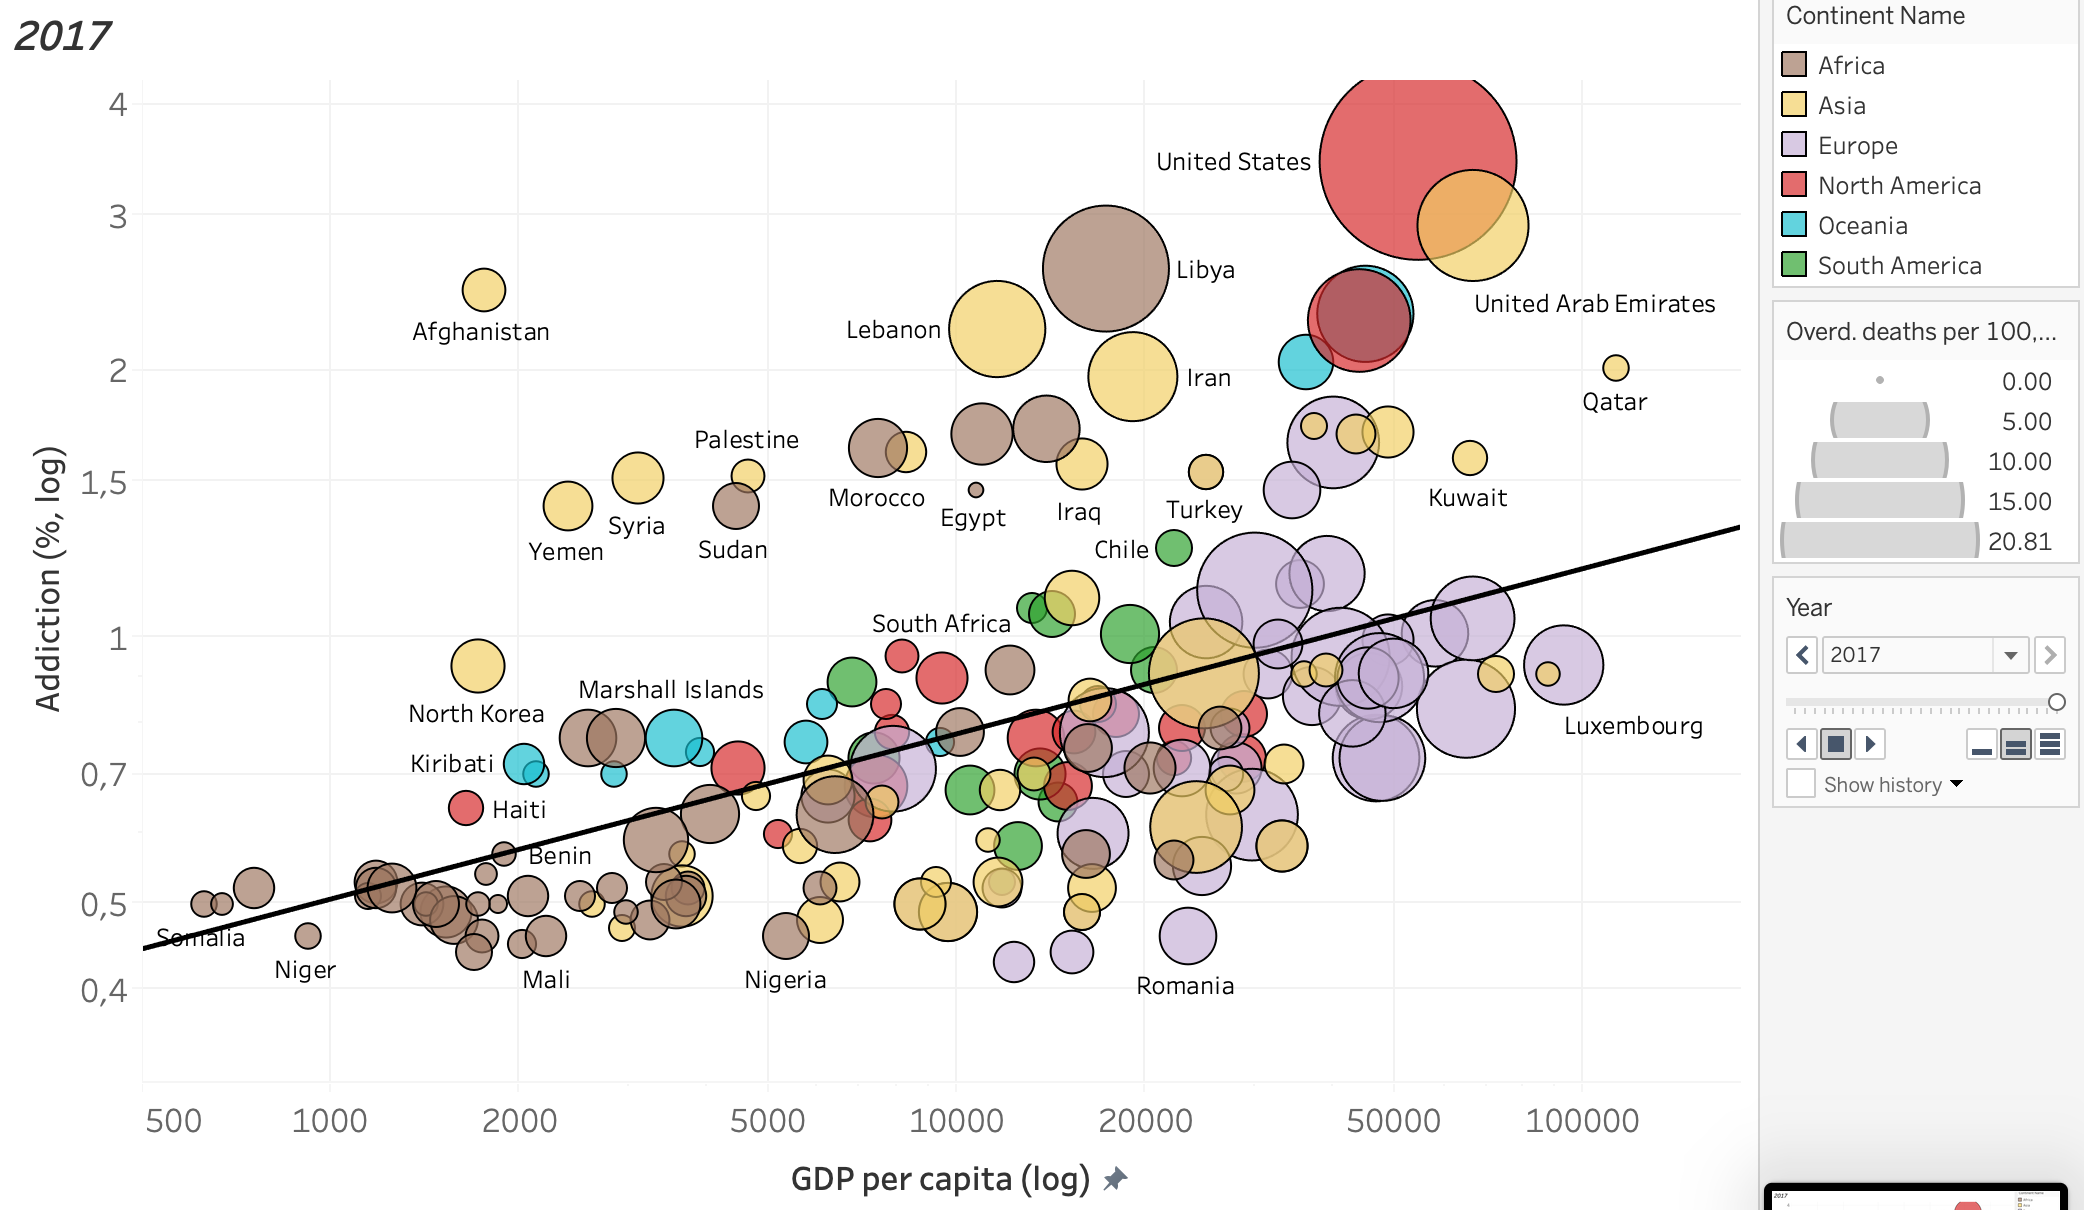 2017
4
3
2
1,5
1
0,7
0,5
0,4
Addiction (%, log)
United States
Libya
United Arab Emirates
Afghanistan
Lebanon
Iran
Qatar
Palestine
Morocco
Egypt
Iraq
Turkey
Kuwait
Syria
Yemen
Sudan
Chile
South Africa
Marshall Islands
North Korea
Luxembourg
Kiribati
Haiti
Benin
Somalia
Niger
Mali
Nigeria
Romania
500
1000
2000
5000
10000
20000
50000
100000
GDP per capita (log)
Continent Name
Africa
Asia
Europe
North America
Oceania
South America
Overd. deaths per 100,...
0.00
5.00
10.00
15.00
20.81
Year
2017
Show history